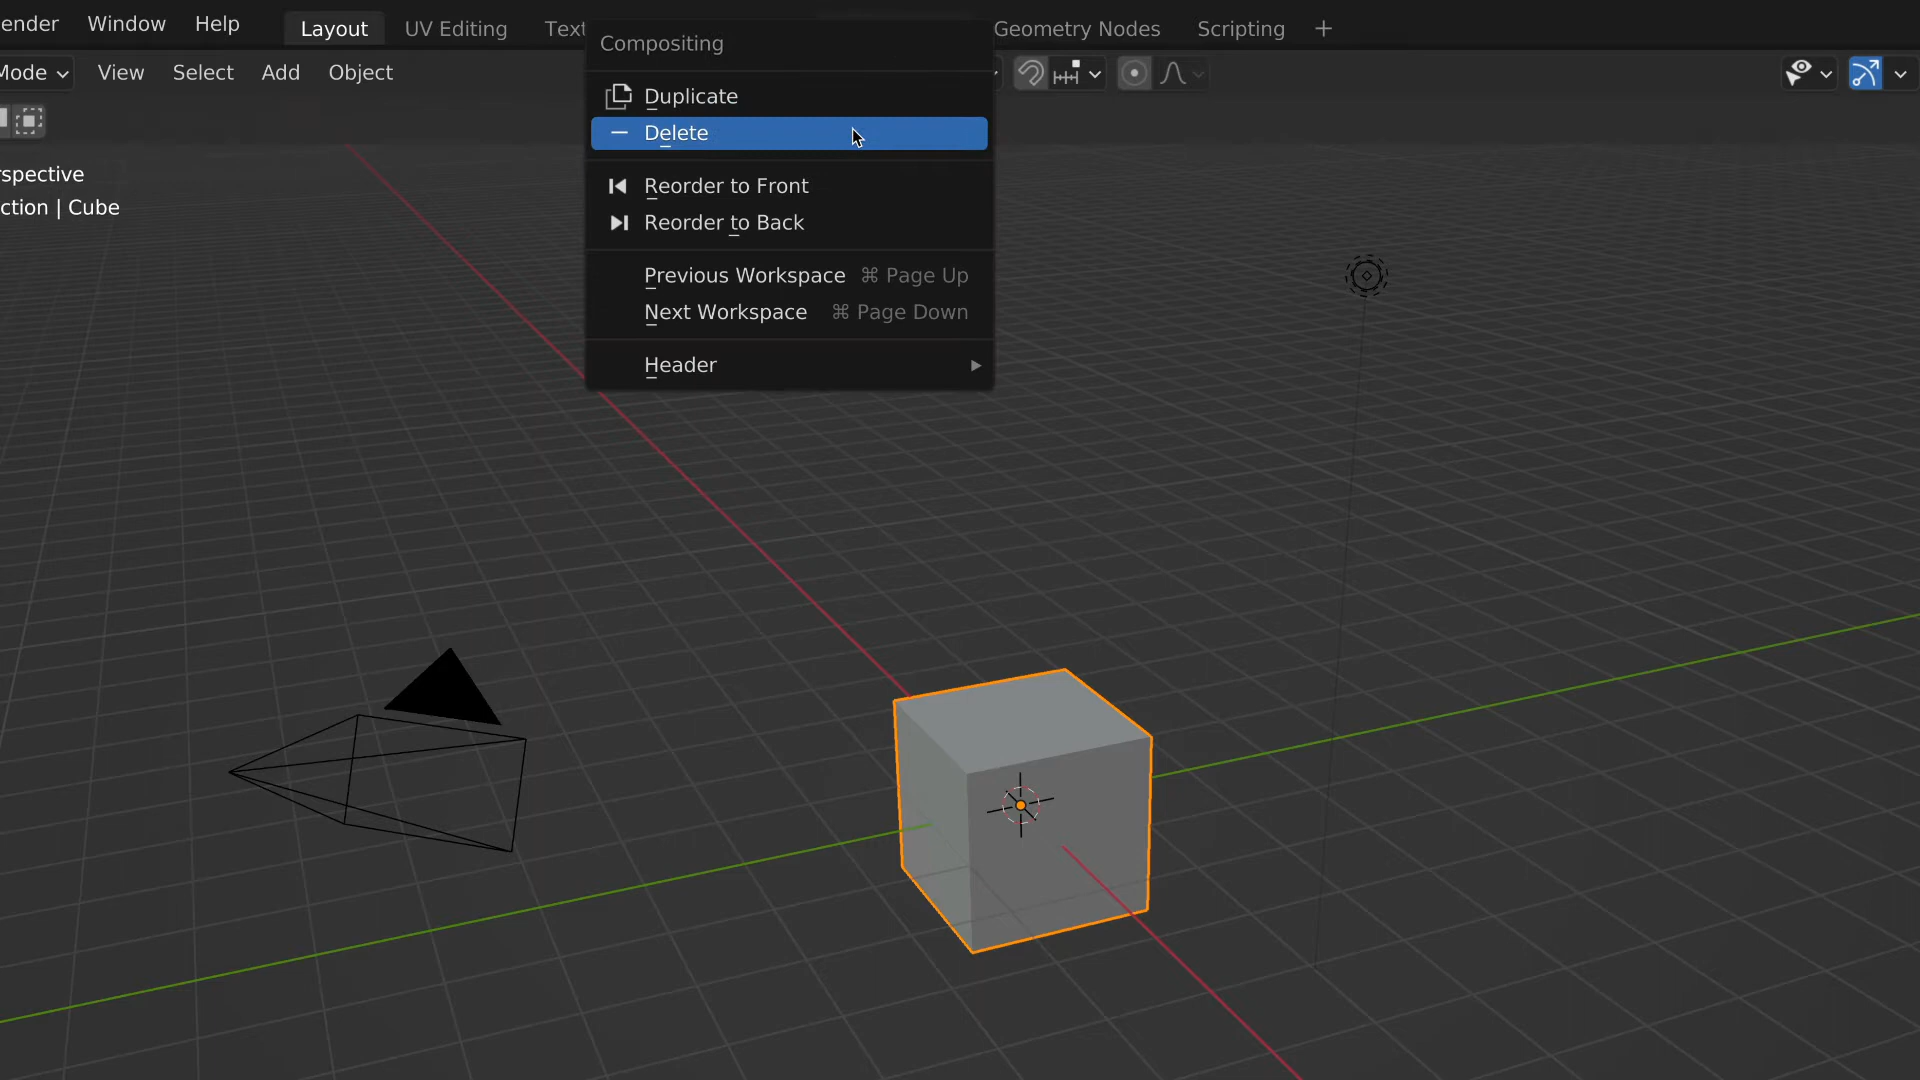 ender Window Help Layout UV Editing Text Geometry Nodes Scripting +
Mode View Select Add Object
rspective
ction | Cube
Compositing
Duplicate
Delete
Reorder to Front
Reorder to Back
Previous Workspace ⌘ Page Up
Next Workspace ⌘ Page Down
Header